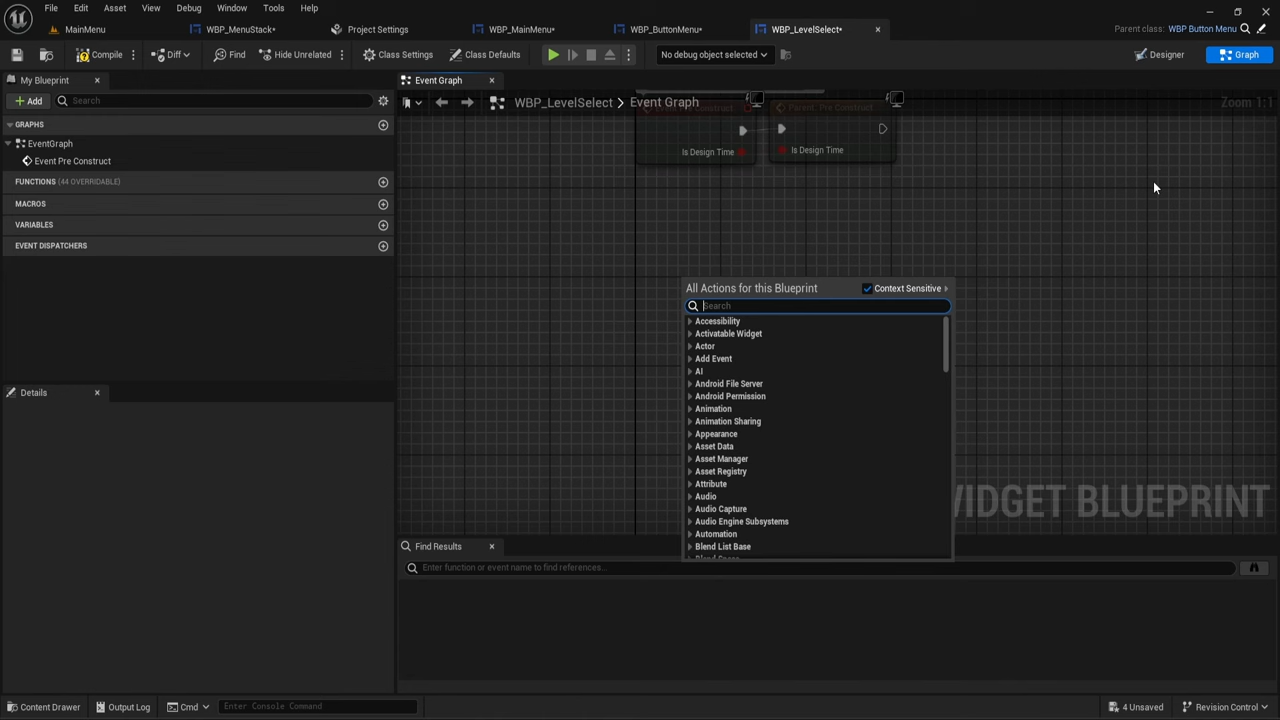 File Edit Asset View Debug Window Tools Help
MainMenu WBP_MenuStack* Project Settings WBP_MainMenu* WBP_ButtonMenu* WBP_LevelSelect* Parent class: WBP Button Menu
Compile Diff Find Hide Unrelated Class Settings Class Defaults No debug object selected Designer Graph
My Blueprint Event Graph
Add Search WBP_LevelSelect Event Graph Zoom 1:1
Parent: Pre Construct
GRAPHS
EventGraph
Is Design Time Is Design Time
Event Pre Construct
FUNCTIONS (44 OVERRIDABLE)
MACROS
VARIABLES
EVENT DISPATCHERS
All Actions for this Blueprint Context Sensitive
Search
Accessibility
Activatable Widget
Actor
Add Event
AI
Android File Server
Android Permission
Animation
Animation Sharing
Appearance
Asset Data
Asset Manager
Asset Registry
Attribute
Audio
Audio Capture
Audio Engine Subsystems
Automation
Blend List Base
Details
WIDGET BLUEPRINT
Find Results
Enter function or event name to find references...
Content Drawer Output Log Cmd Enter Console Command 4 Unsaved Revision Control